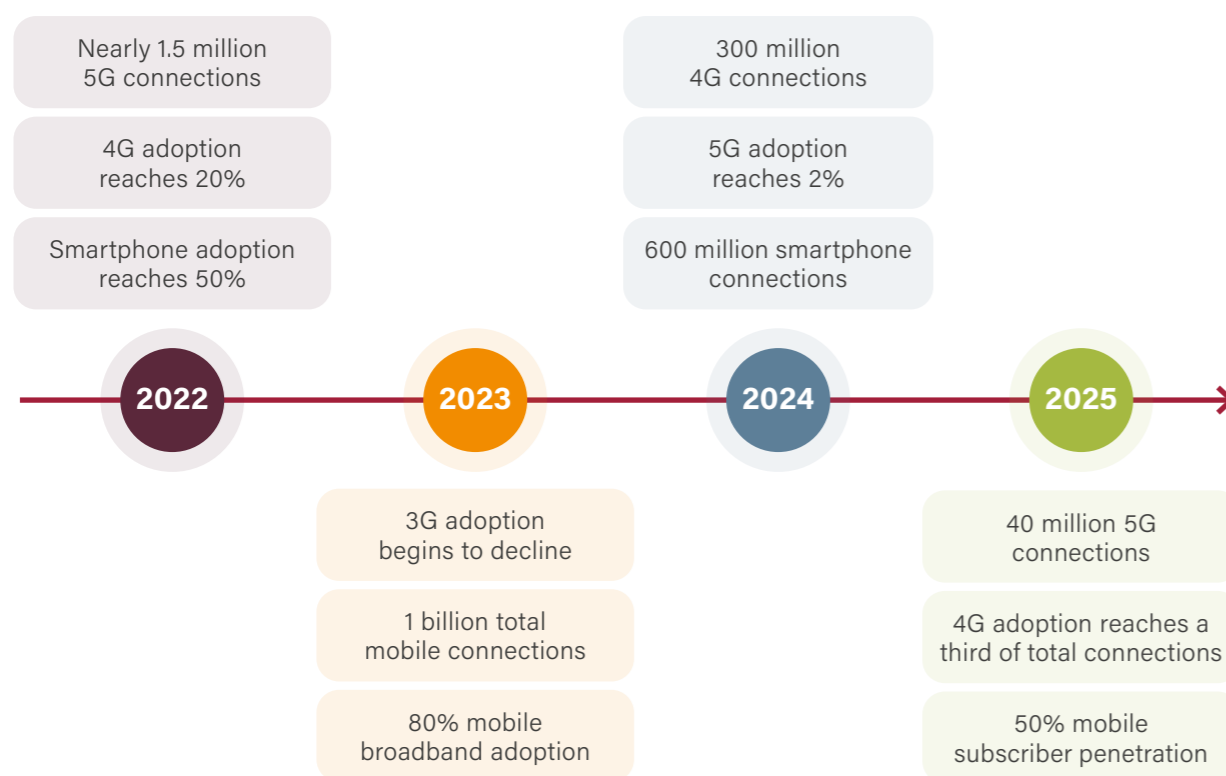 Nearly 1.5 million
5G connections
4G adoption
reaches 20%
Smartphone adoption
reaches 50%
300 million
4G connections
5G adoption
reaches 2%
600 million smartphone
connections
2022
2023
2024
2025
3G adoption
begins to decline
1 billion total
mobile connections
80% mobile
broadband adoption
40 million 5G
connections
4G adoption reaches a
third of total connections
50% mobile
subscriber penetration